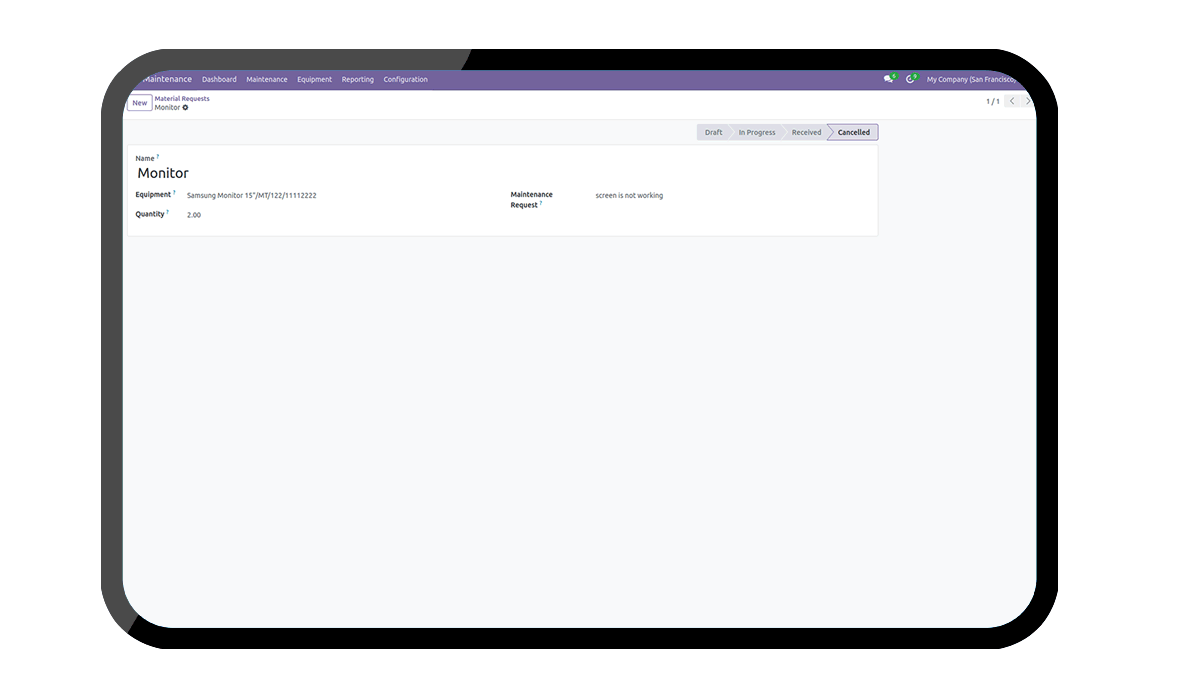 Maintenance Dashboard Maintenance Equipment Reporting Configuration 5 5 My Company (San Francisco)
New Material Requests 1 / 1
Monitor
Draft In Progress Received Cancelled
Name ?
Monitor
Equipment ? Samsung Monitor 15"/MT/122/11112222 Maintenance Request ? screen is not working
Quantity ? 2.00